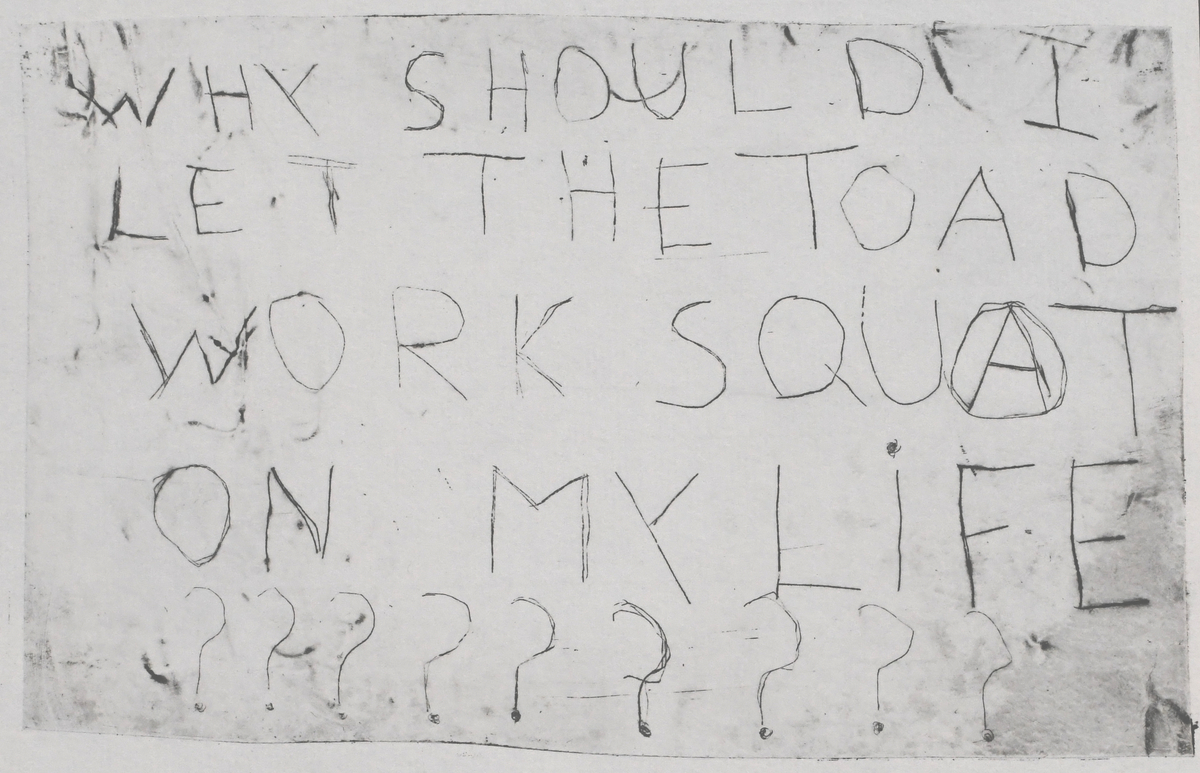 WHY SHOULD I
LET THE TOAD
WORK SQUAT
ON MY LiFE
?????????